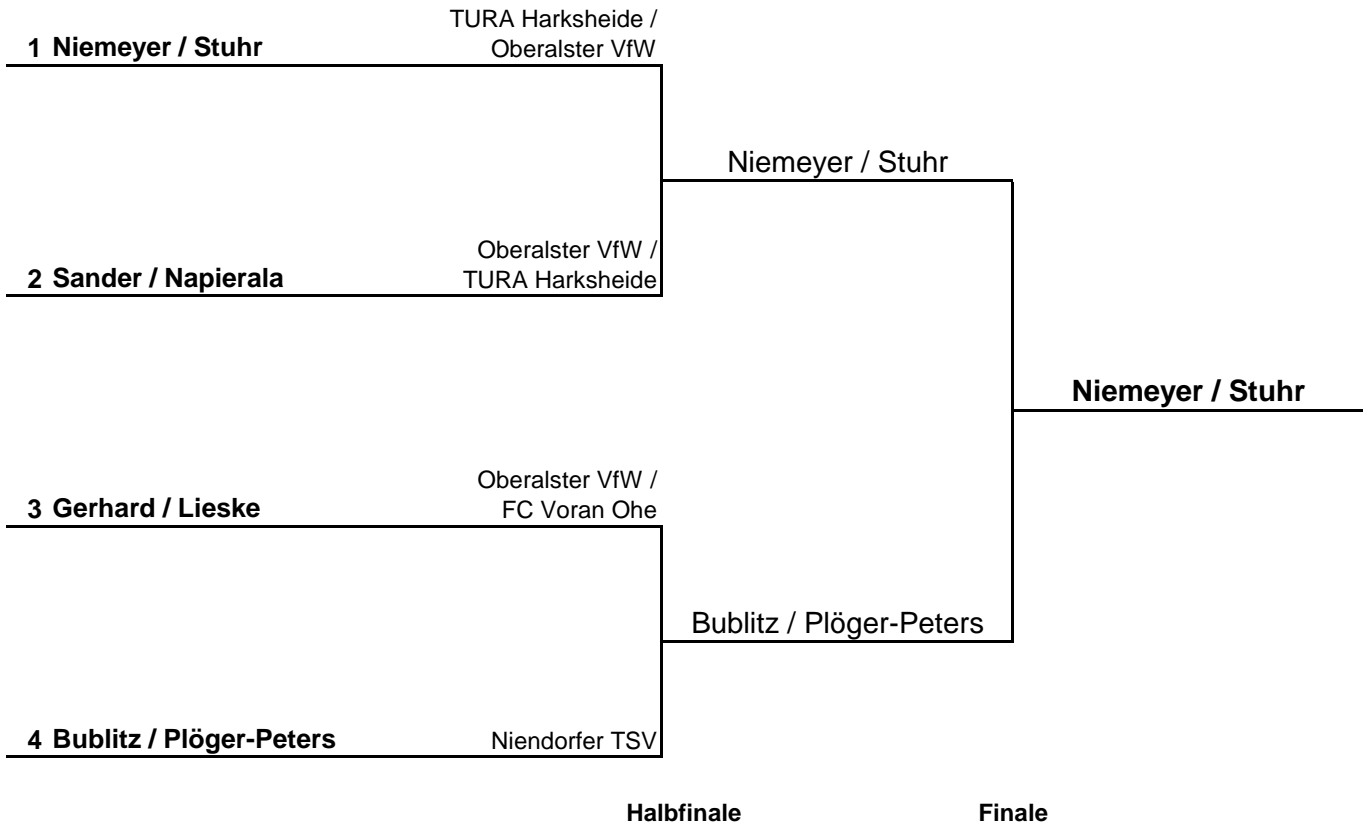 TURA Harksheide /
1 Niemeyer / Stuhr Oberalster VfW
Niemeyer / Stuhr
Oberalster VfW /
2 Sander / Napierala TURA Harksheide
Niemeyer / Stuhr
Oberalster VfW /
3 Gerhard / Lieske FC Voran Ohe
Bublitz / Plöger-Peters
4 Bublitz / Plöger-Peters Niendorfer TSV
Halbfinale Finale